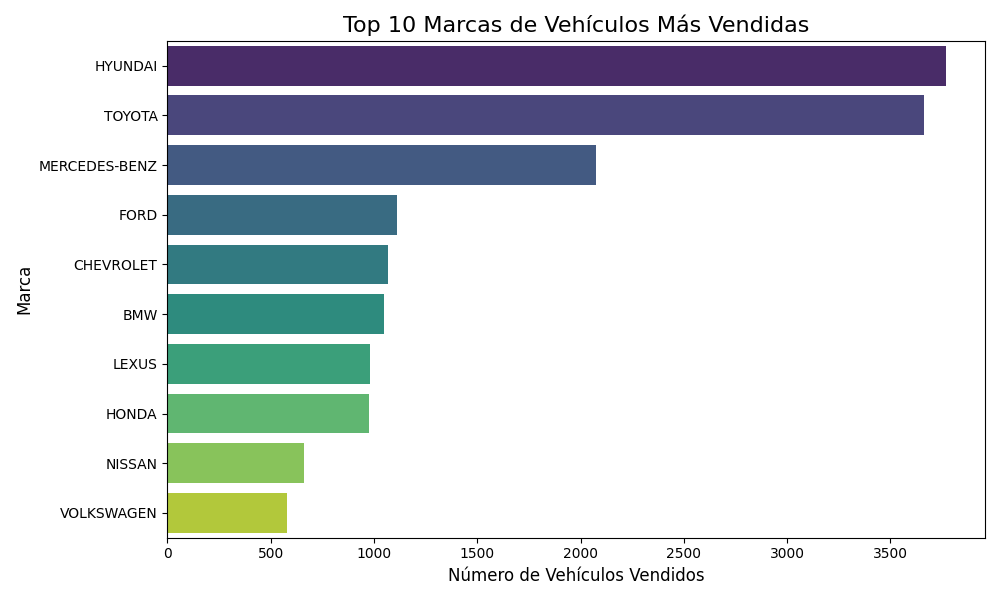 Top 10 Marcas de Vehículos Más Vendidas
HYUNDAI
TOYOTA
MERCEDES-BENZ
FORD
CHEVROLET
BMW
LEXUS
HONDA
NISSAN
VOLKSWAGEN
Marca
0 500 1000 1500 2000 2500 3000 3500
Número de Vehículos Vendidos